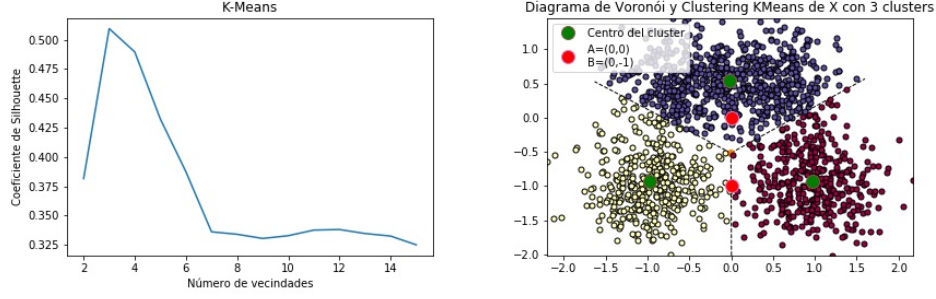 K-Means
Coeficiente de Silhouette
0.500
0.475
0.450
0.425
0.400
0.375
0.350
0.325
2 4 6 8 10 12 14
Número de vecindades
Diagrama de Voronói y Clustering KMeans de X con 3 clusters
Centro del cluster
A=(0,0)
B=(0,-1)
1.0
0.5
0.0
−0.5
−1.0
−1.5
−2.0
−2.0 −1.5 −1.0 −0.5 0.0 0.5 1.0 1.5 2.0